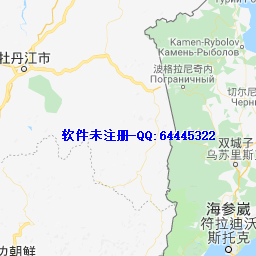 Kamen-Rybolov
Камень-Рыболов
牡丹江市
波格拉尼奇内
Пограничный
切尔尼
Черн
软件未注册-QQ:64445322
双城子
乌苏里斯
Уссури
海参崴
符拉迪沃
斯托克
边朝鲜